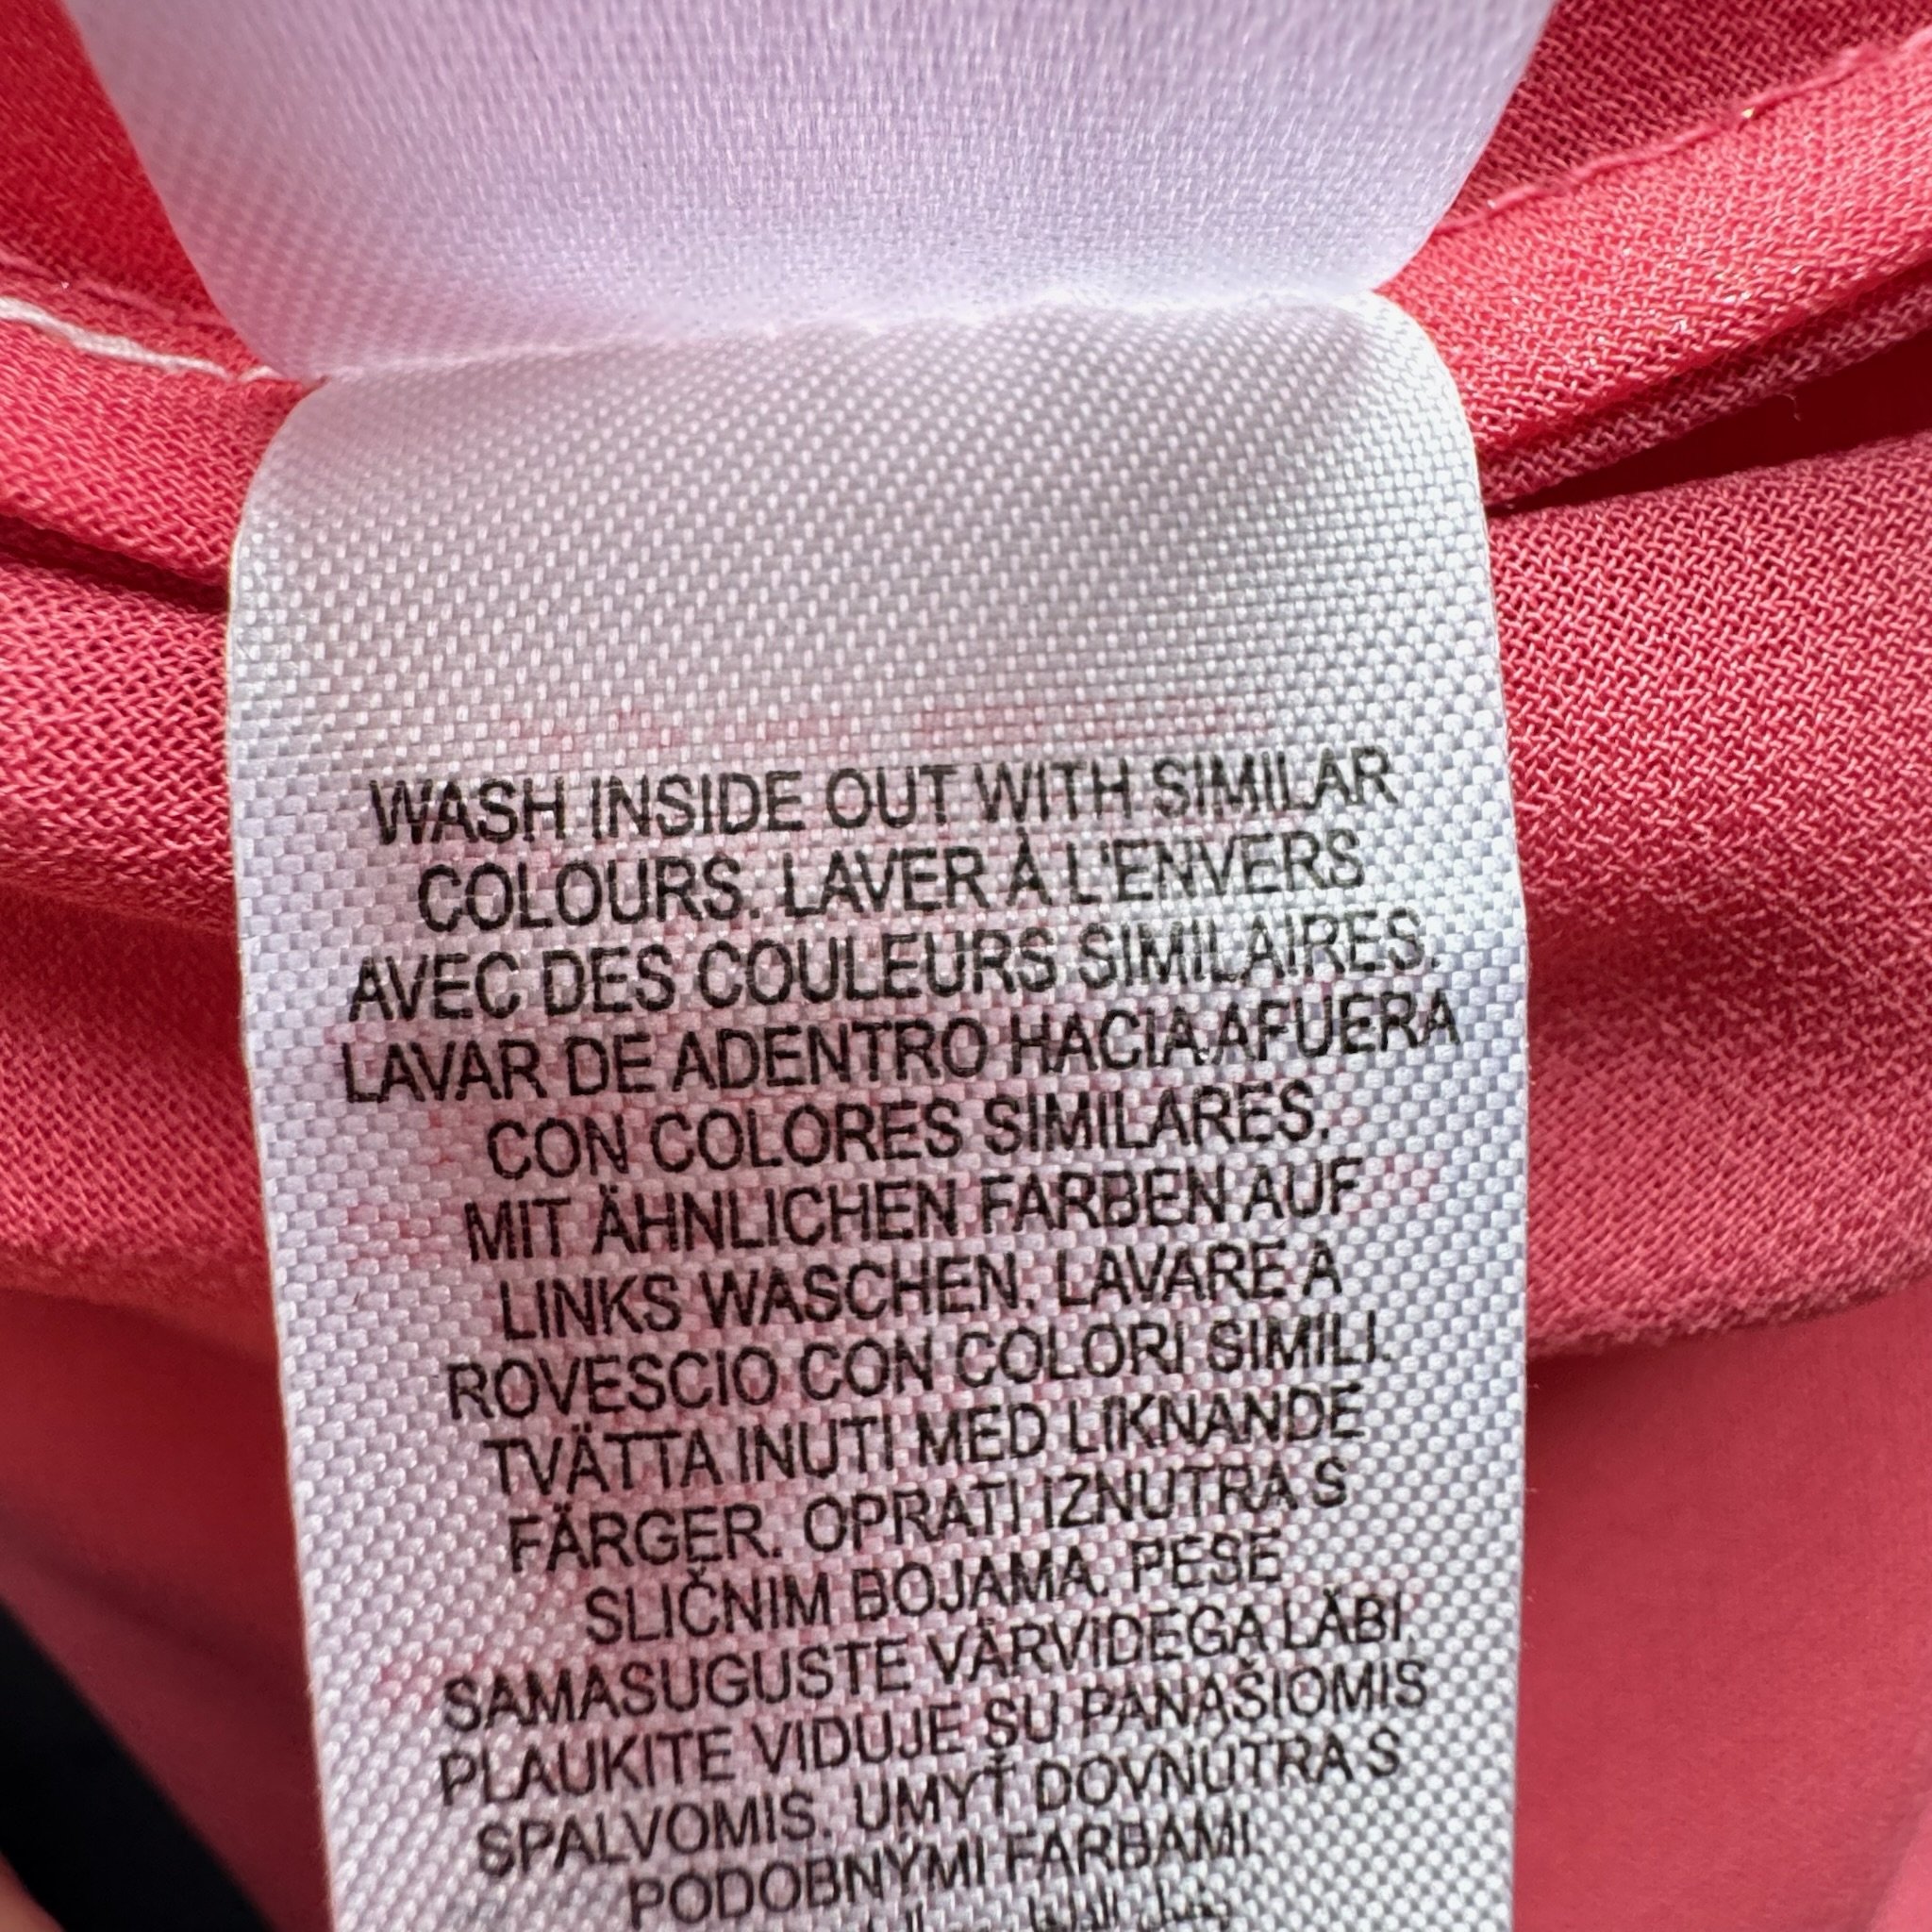 WASH INSIDE OUT WITH SIMILAR
COLOURS. LAVER À L'ENVERS
AVEC DES COULEURS SIMILAIRES.
LAVAR DE ADENTRO HACIA AFUERA
CON COLORES SIMILARES.
MIT ÄHNLICHEN FARBEN AUF
LINKS WASCHEN. LAVARE A
ROVESCIO CON COLORI SIMILI.
TVÄTTA INUTI MED LIKNANDE
FÄRGER. OPRATI IZNUTRA S
SLIČNIM BOJAMA. PESE
SAMASUGUSTE VÄRVIDEGA LÄBI.
PLAUKITE VIDUJE SU PANAŠIOMIS
SPALVOMIS. UMYŤ DOVNUTRA S
PODOBNÝMI FARBAMI.